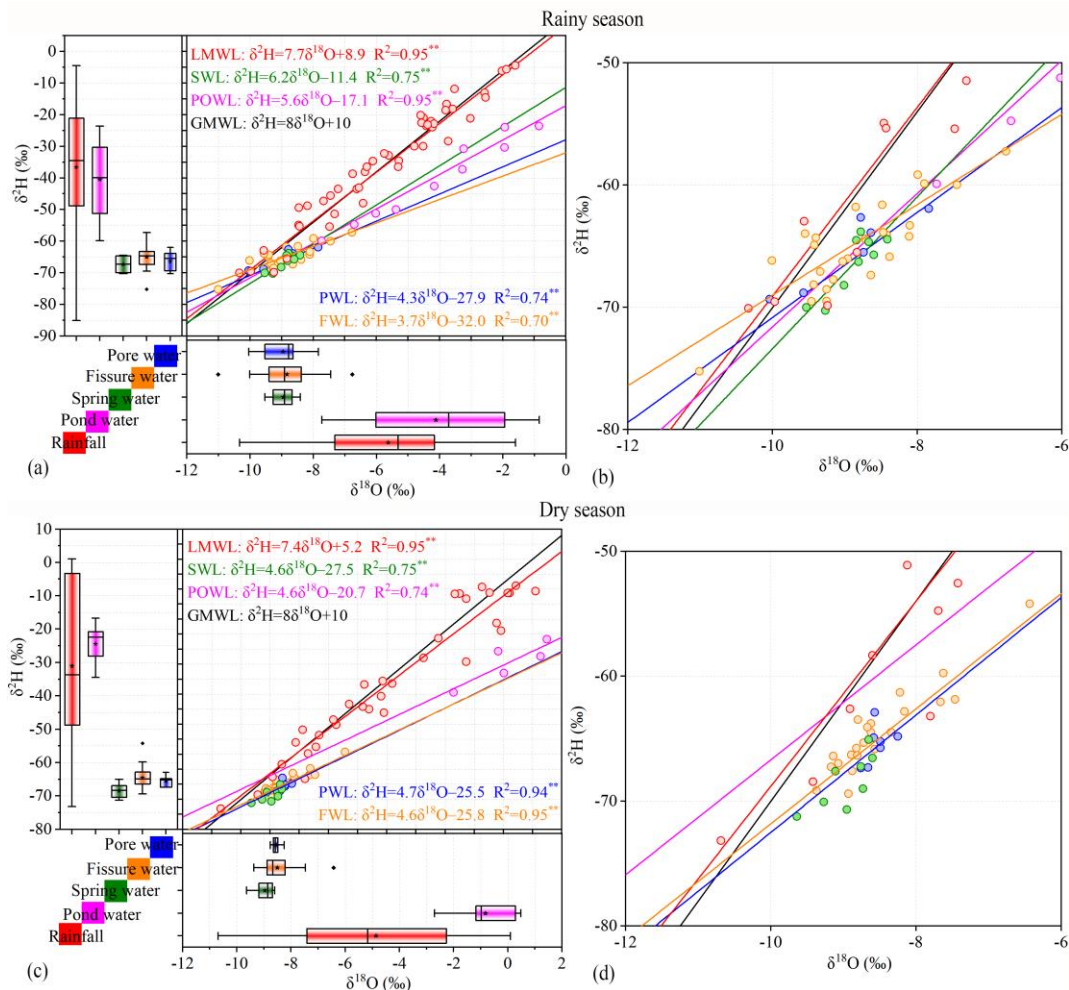 Rainy season
LMWL: δ²H=7.7δ¹⁸O+8.9 R²=0.95**
SWL: δ²H=6.2δ¹⁸O–11.4 R²=0.75**
POWL: δ²H=5.6δ¹⁸O–17.1 R²=0.95**
GMWL: δ²H=8δ¹⁸O+10
PWL: δ²H=4.3δ¹⁸O–27.9 R²=0.74**
FWL: δ²H=3.7δ¹⁸O–32.0 R²=0.70**
0
-10
-20
-30
-40
-50
-60
-70
-80
-90
δ²H (‰)
Pore water
Fissure water
Spring water
Pond water
Rainfall
(a)
-12 -10 -8 -6 -4 -2 0
δ¹⁸O (‰)
-50
-60
-70
-80
δ²H (‰)
-12 -10 -8 -6
(b)
δ¹⁸O (‰)
Dry season
LMWL: δ²H=7.4δ¹⁸O+5.2 R²=0.95**
SWL: δ²H=4.6δ¹⁸O–27.5 R²=0.75**
POWL: δ²H=4.6δ¹⁸O–20.7 R²=0.74**
GMWL: δ²H=8δ¹⁸O+10
PWL: δ²H=4.7δ¹⁸O–25.5 R²=0.94**
FWL: δ²H=4.6δ¹⁸O–25.8 R²=0.95**
10
0
-10
-20
-30
-40
-50
-60
-70
-80
δ²H (‰)
Pore water
Fissure water
Spring water
Pond water
Rainfall
(c)
-12 -10 -8 -6 -4 -2 0 2
δ¹⁸O (‰)
-50
-60
-70
-80
δ²H (‰)
-12 -10 -8 -6
δ¹⁸O (‰)
(d)